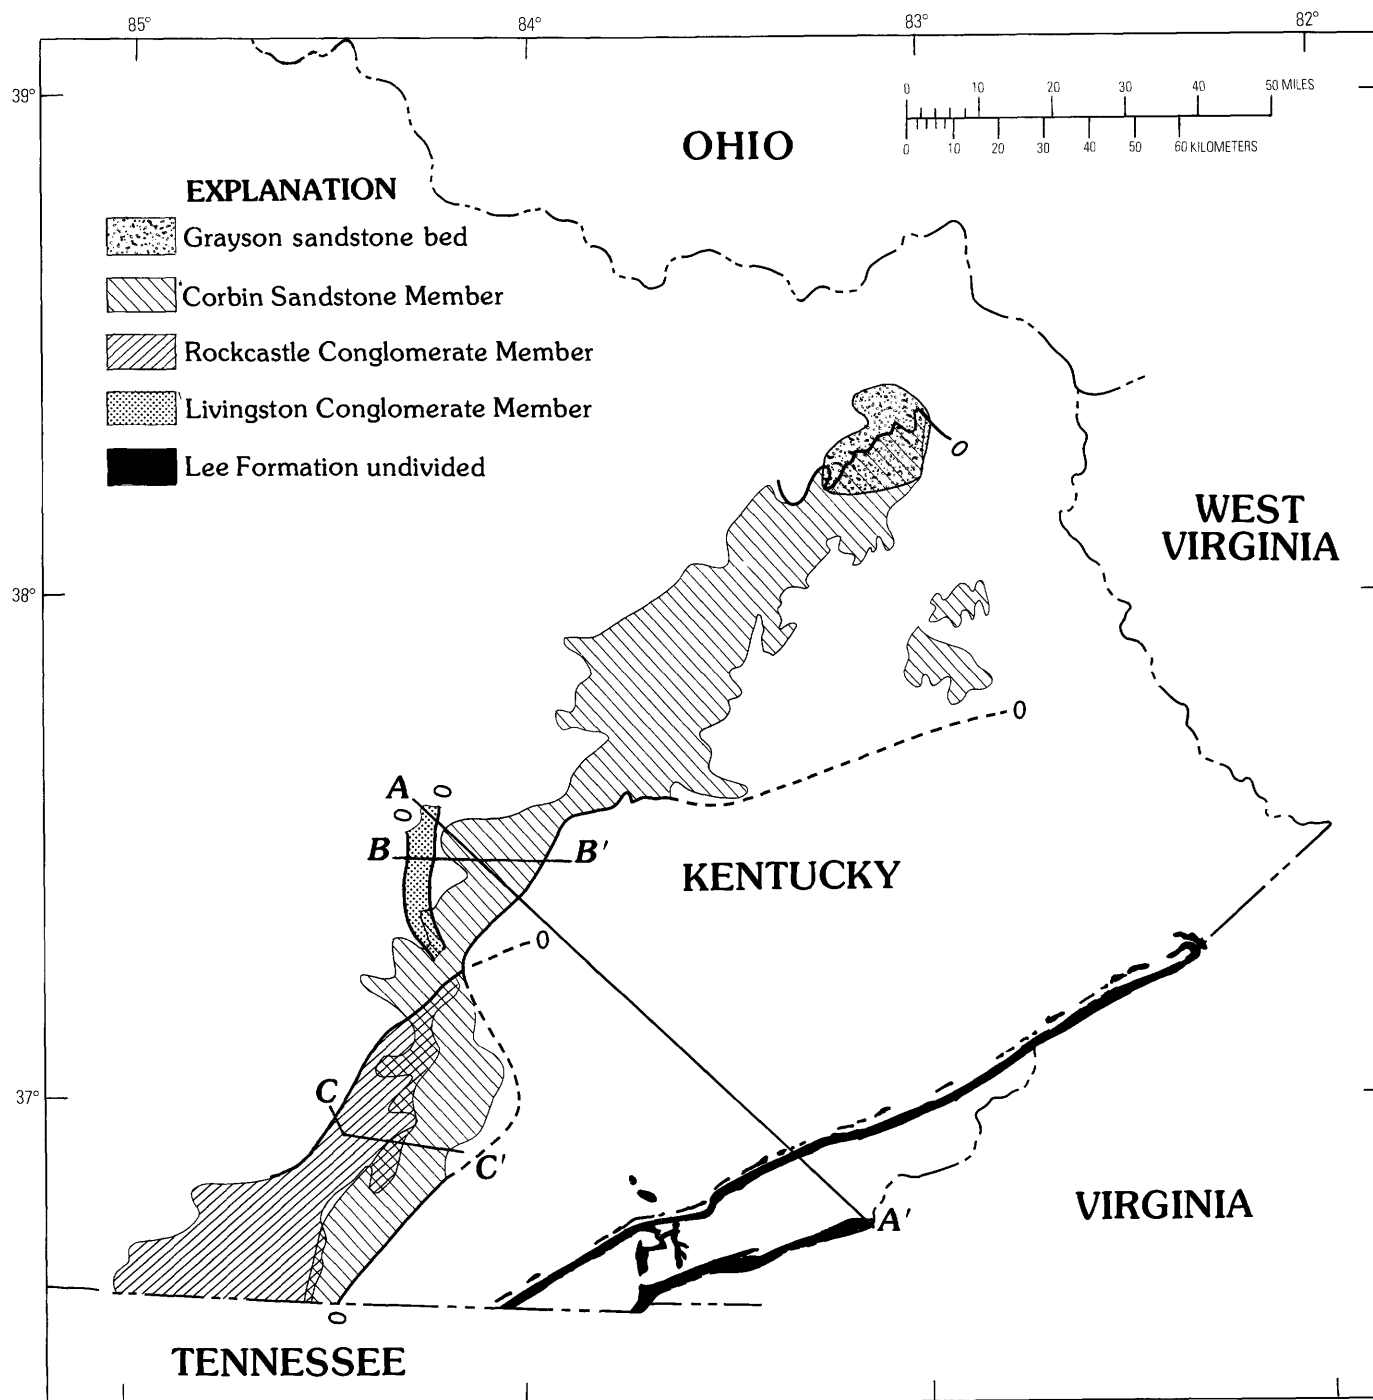 85° 84° 83° 82°
39°
0 10 20 30 40 50 MILES
0 10 20 30 40 50 60 KILOMETERS
OHIO
EXPLANATION
Grayson sandstone bed
Corbin Sandstone Member
Rockcastle Conglomerate Member
Livingston Conglomerate Member
Lee Formation undivided
0
WEST
VIRGINIA
38°
0
A 0
0
B B'
KENTUCKY
0
37°
C
C'
A'
VIRGINIA
0
TENNESSEE